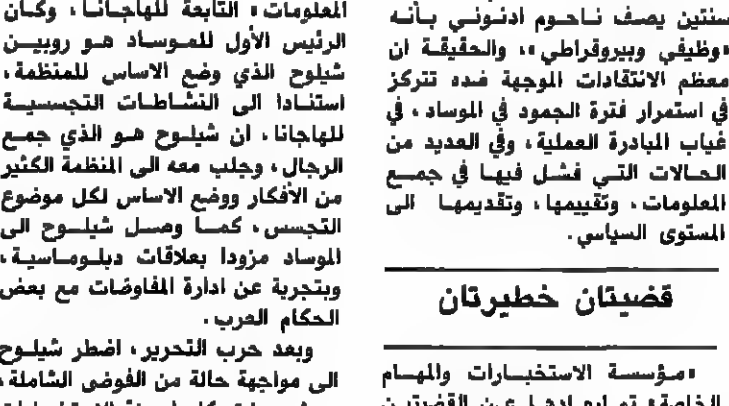 سنتين يصف ناحوم ادنوني بأنه
"وظيفي وبيروقراطي"، والحقيقة ان
معظم الانتقادات الموجهة ضده تتركز
في استمرار فترة الجمود في الموساد، في
غياب المبادرة العملية، وفي العديد من
الحالات التي فشل فيها في جمع
المعلومات، وتقييمها، وتقديمها الى
المستوى السياسي.
قضيتان خطيرتان
"مؤسسة الاستخبارات والمهام
المعلومات" التابعة للهاجانا، وكان
الرئيس الأول للموساد هو روبيين
شيلوح الذي وضع الاساس للمنظمة،
استنادا الى النشاطات التجسسية
للهاجانا، ان شيلوح هو الذي جمع
الرجال، وجلب معه الى المنظمة الكثير
من الأفكار ووضع الاساس لكل موضوع
التجسس، كما وصل شيلوح الى
الموساد مزودا بعلاقات دبلوماسية،
وبتجربة عن ادارة المفاوضات مع بعض
الحكام العرب.
وبعد حرب التحرير، اضطر شيلوح
الى مواجهة حالة من الفوضى الشاملة،